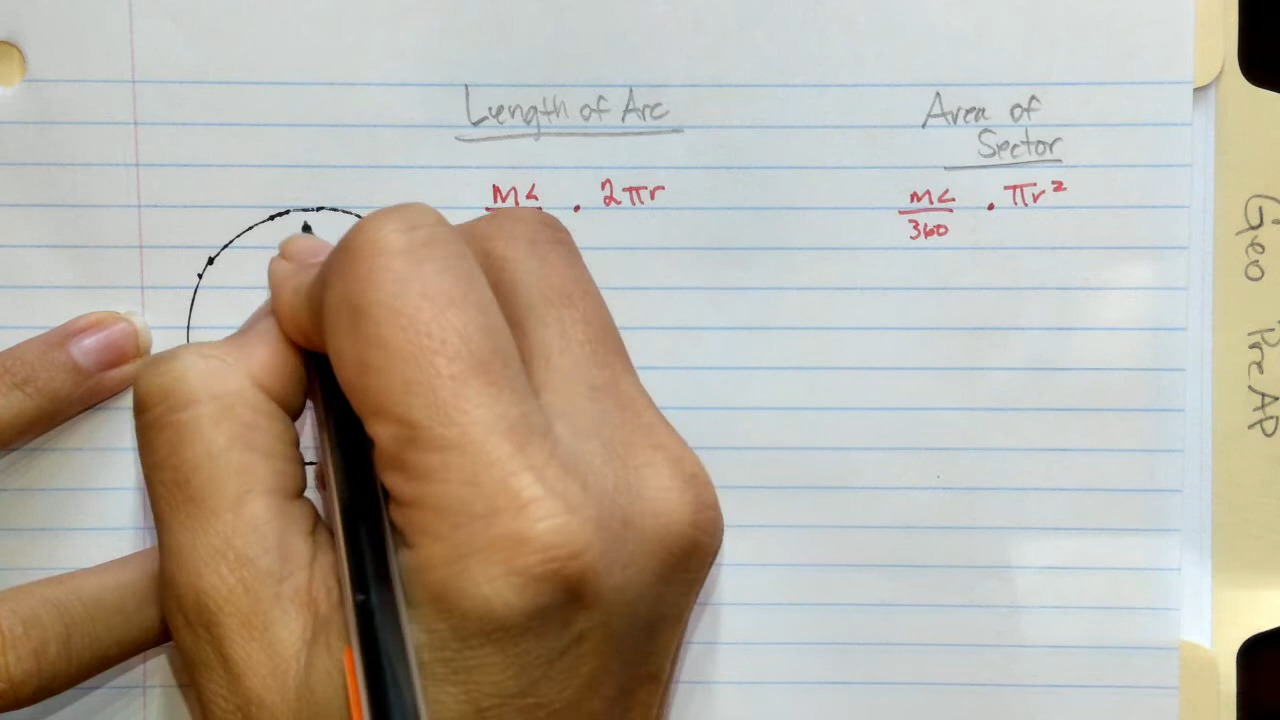 Length of Arc
Area of
Sector
m<
· 2πr
m<
360
· πr²
Geo PreAP